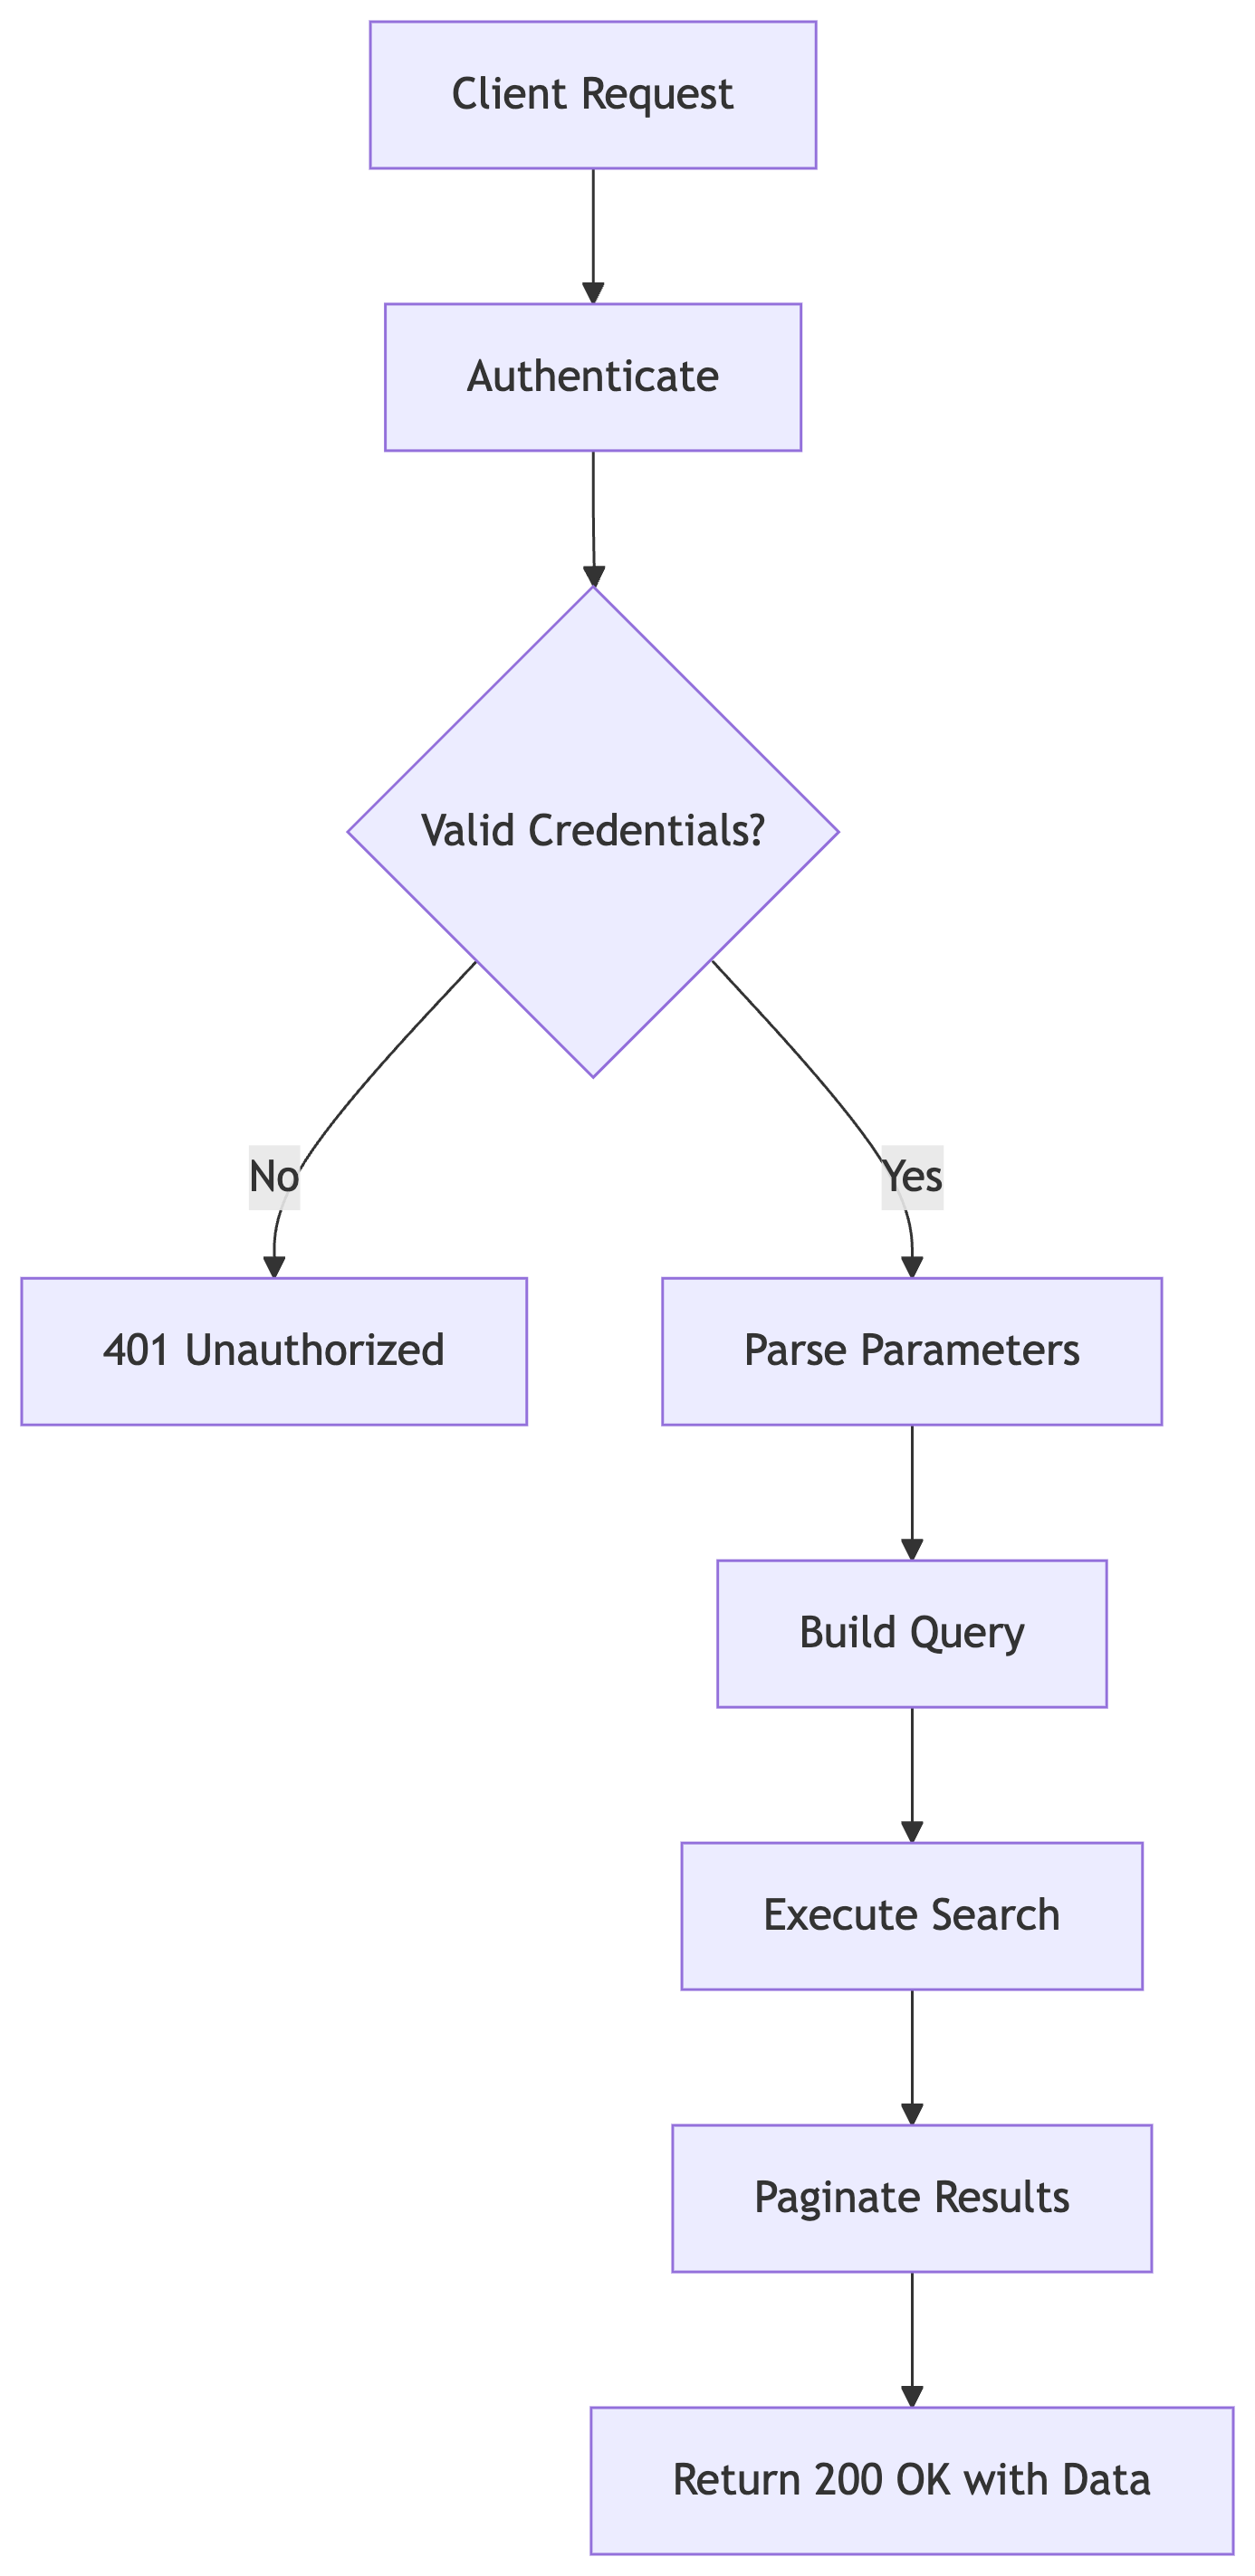 Client Request
Authenticate
Valid Credentials?
No
Yes
401 Unauthorized
Parse Parameters
Build Query
Execute Search
Paginate Results
Return 200 OK with Data